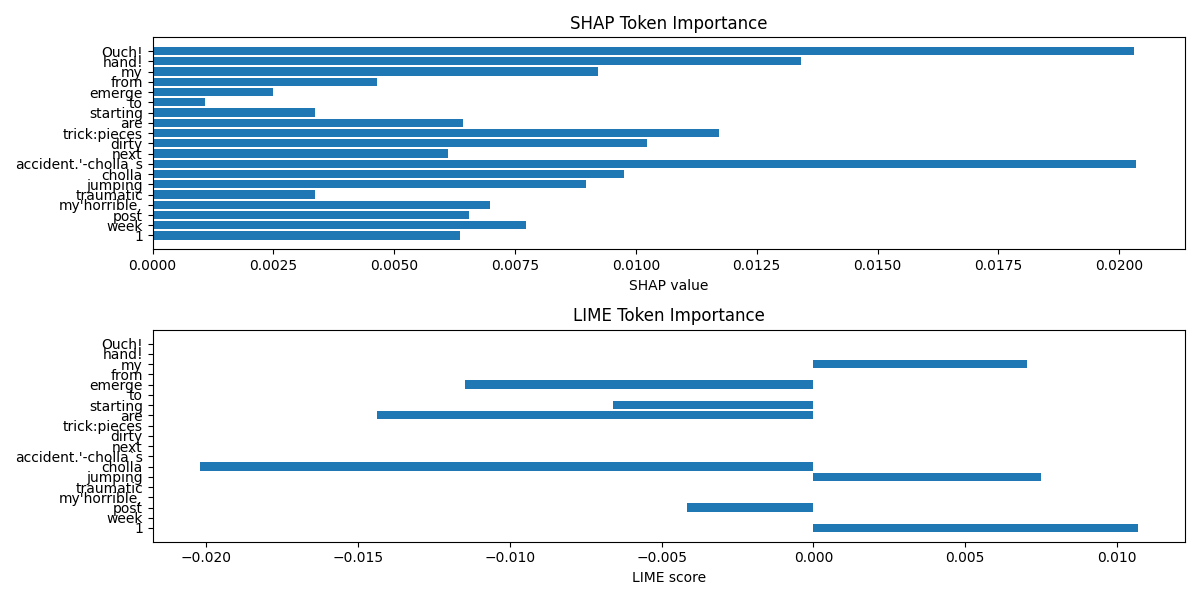 SHAP Token Importance
Ouch!
hand!
my
from
emerge
to
starting
are
trick:pieces
dirty
next
accident.'-cholla`s
cholla
jumping
traumatic
my'horrible,
post
week
1
0.0000 0.0025 0.0050 0.0075 0.0100 0.0125 0.0150 0.0175 0.0200
SHAP value
LIME Token Importance
Ouch!
hand!
my
from
emerge
to
starting
are
trick:pieces
dirty
next
accident.'-cholla`s
cholla
jumping
traumatic
my'horrible,
post
week
1
−0.020 −0.015 −0.010 −0.005 0.000 0.005 0.010
LIME score